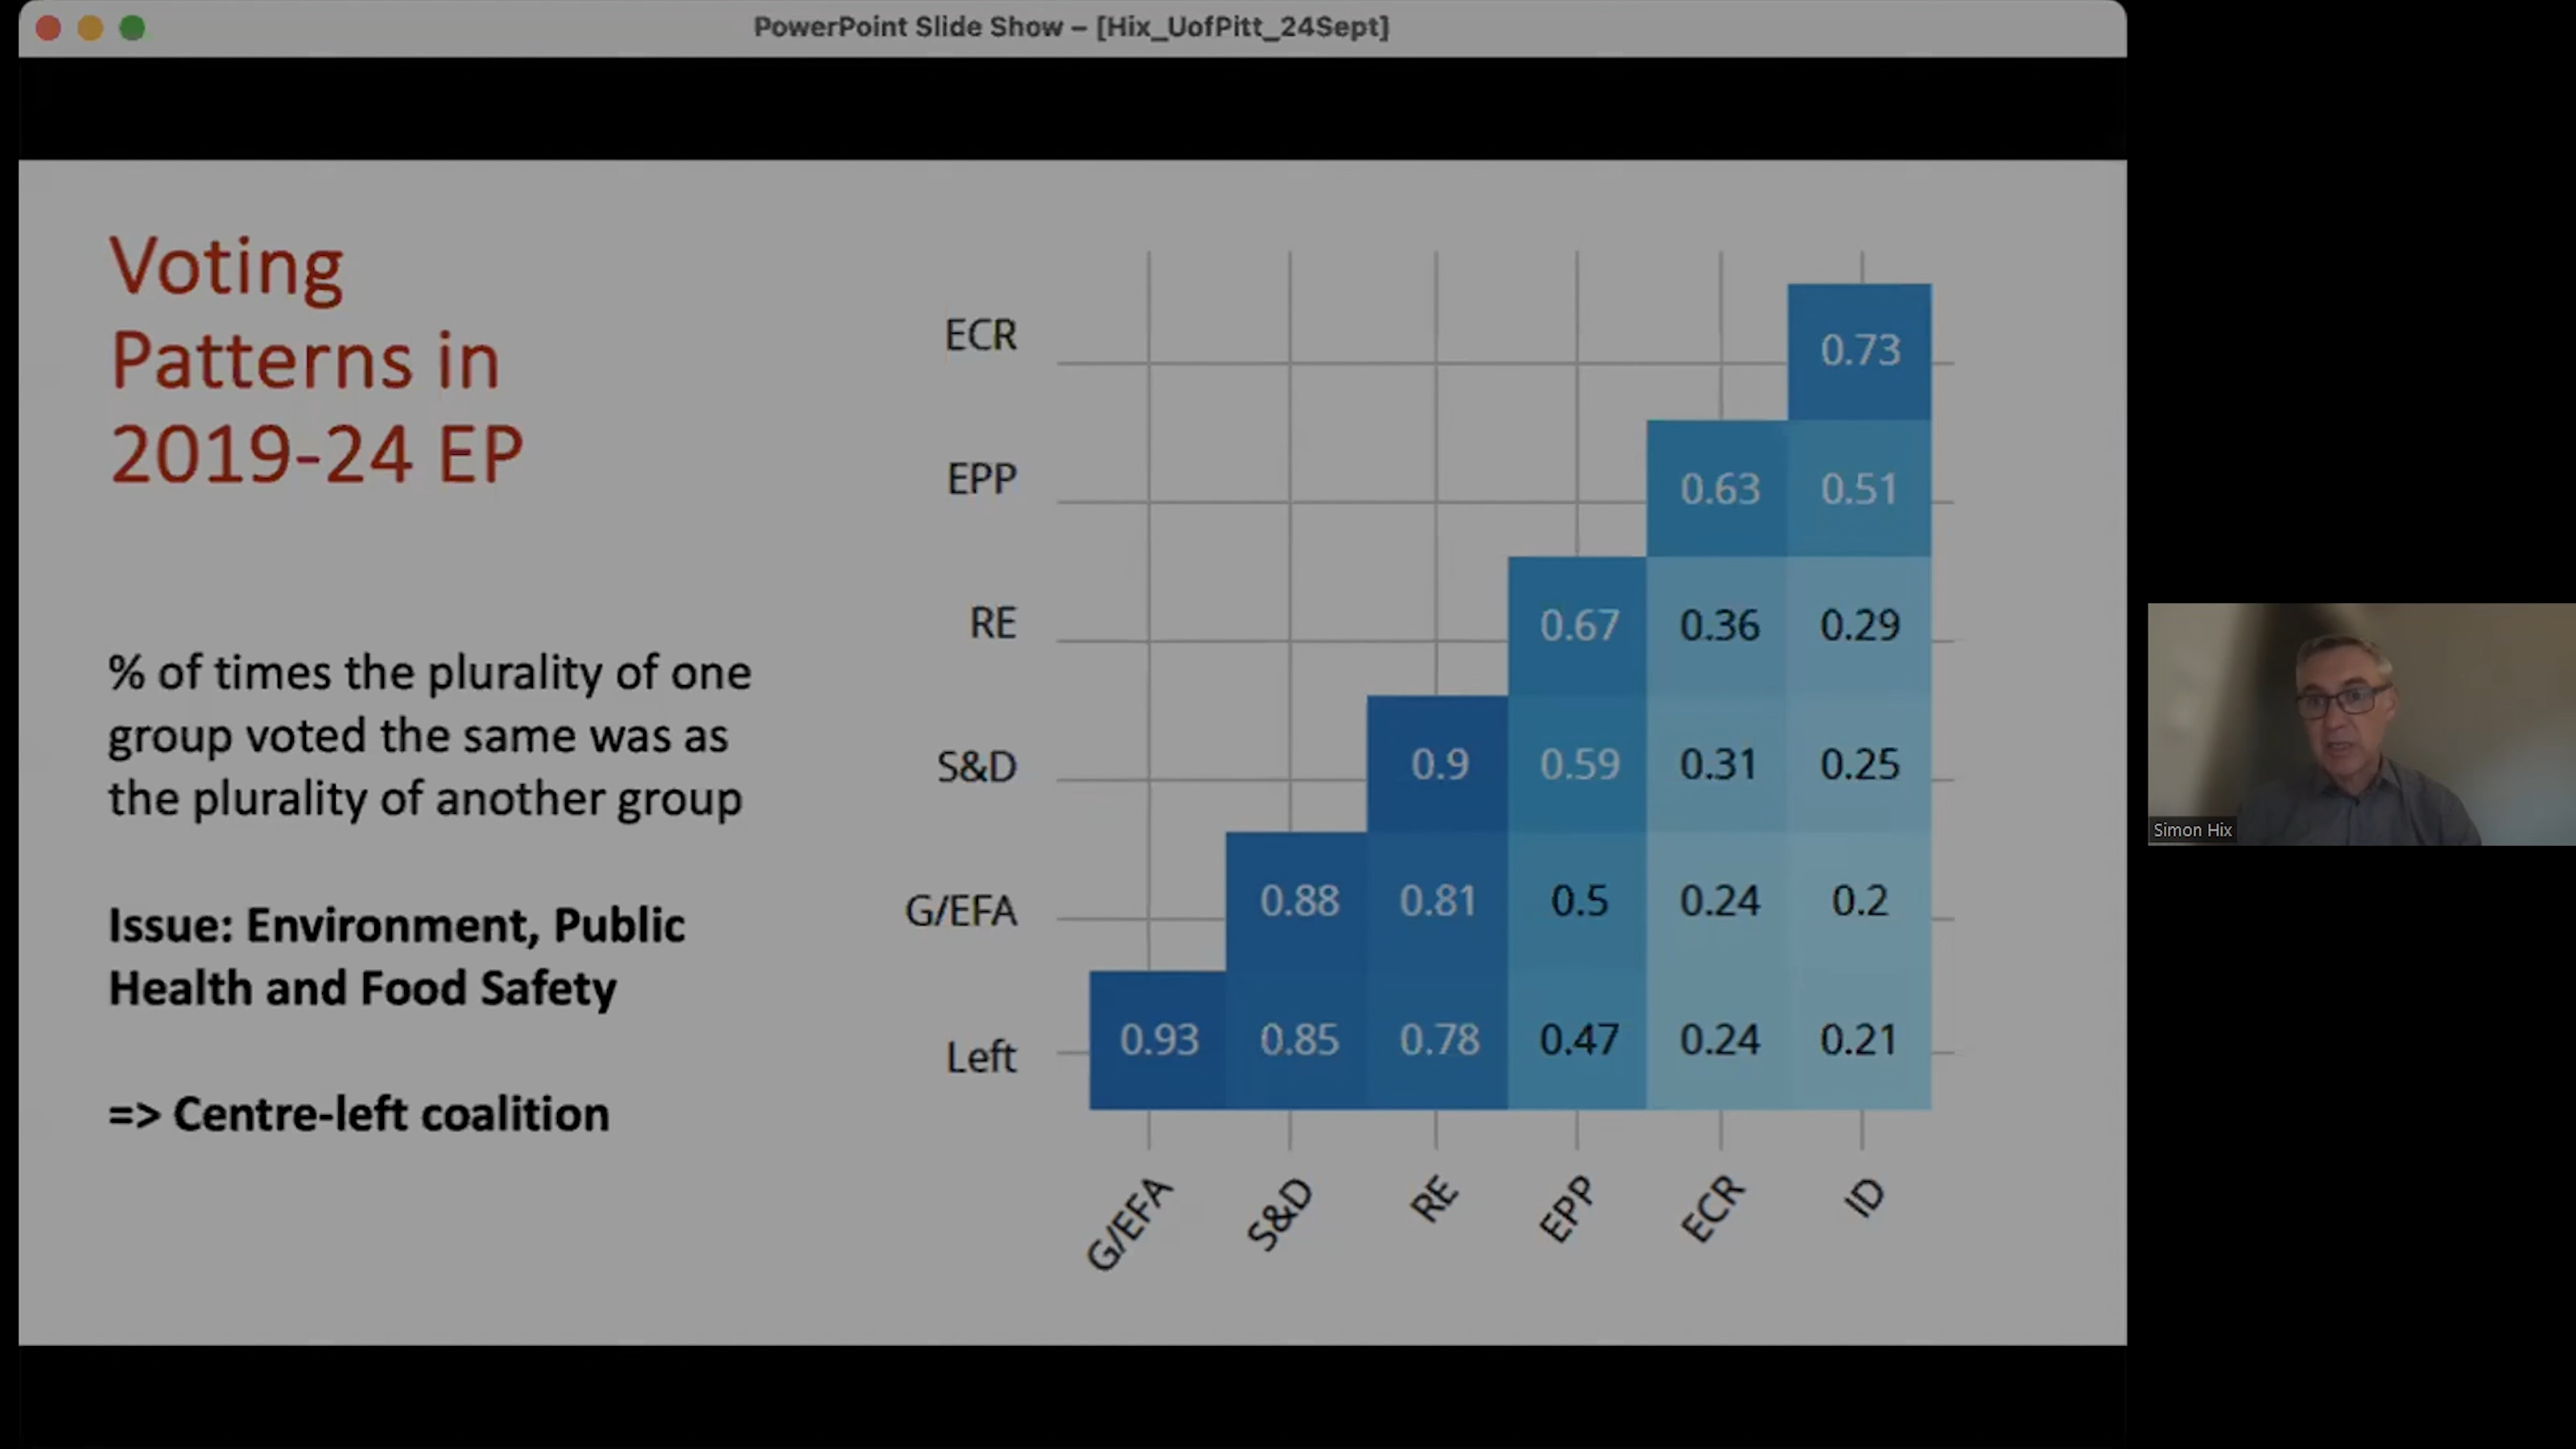 PowerPoint Slide Show – [Hix_UofPitt_24Sept]
Voting
Patterns in
2019-24 EP
% of times the plurality of one
group voted the same was as
the plurality of another group
Issue: Environment, Public
Health and Food Safety
=> Centre-left coalition
ECR 0.73
EPP 0.63 0.51
RE 0.67 0.36 0.29
S&D 0.9 0.59 0.31 0.25
G/EFA 0.88 0.81 0.5 0.24 0.2
Left 0.93 0.85 0.78 0.47 0.24 0.21
G/EFA S&D RE EPP ECR ID
Simon Hix